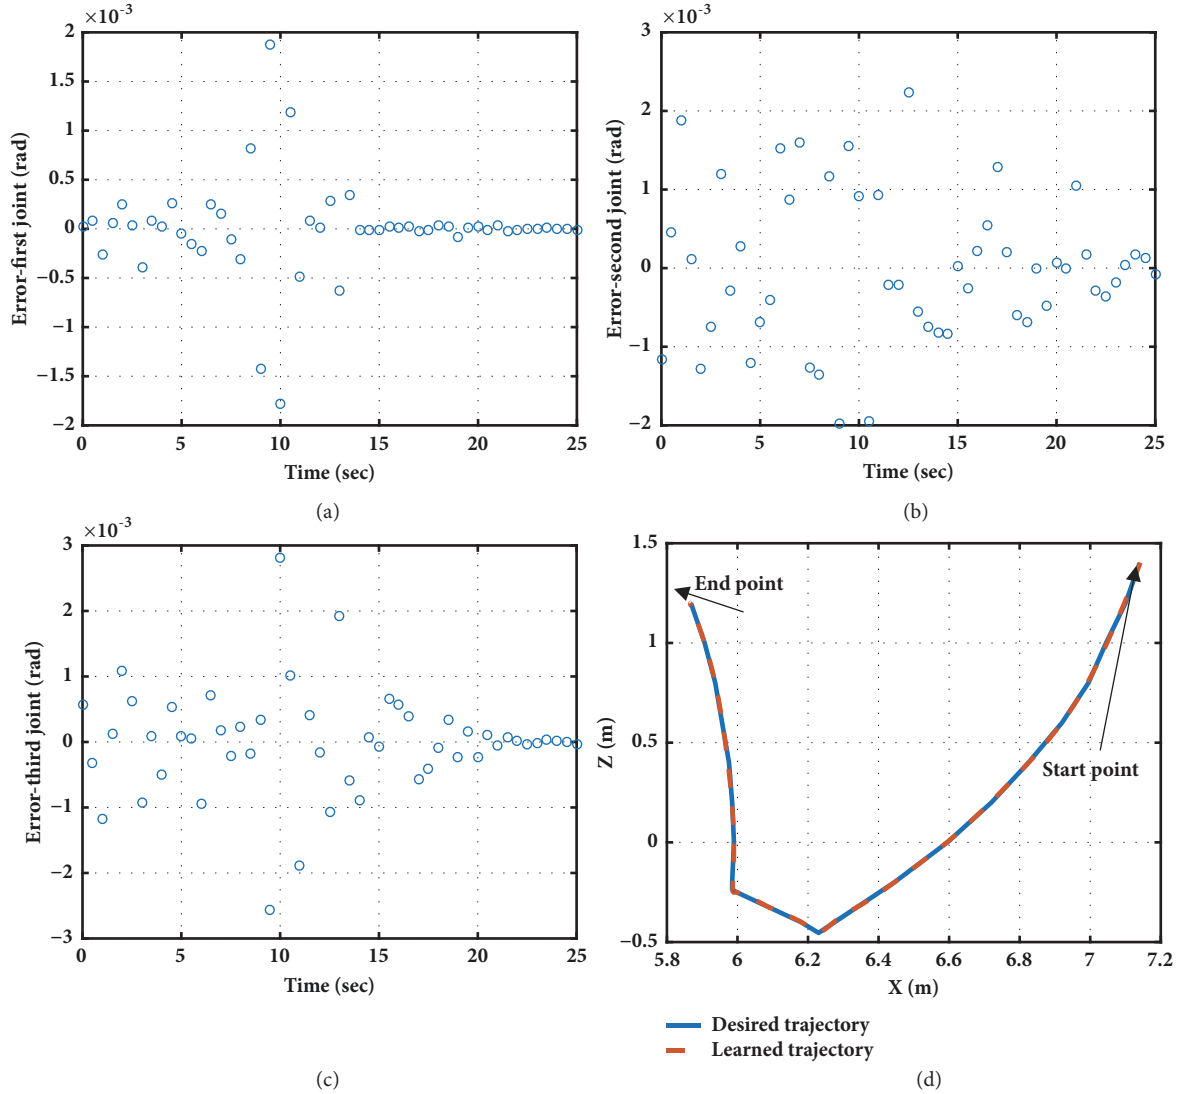 ×10-3
2
1.5
1
0.5
0
−0.5
−1
−1.5
−2
0 5 10 15 20 25
Error-first joint (rad)
Time (sec)
(a)
×10-3
3
2
1
0
−1
−2
0 5 10 15 20 25
Error-second joint (rad)
Time (sec)
(b)
×10-3
3
2
1
0
−1
−2
−3
0 5 10 15 20 25
Error-third joint (rad)
Time (sec)
(c)
1.5
1
0.5
0
−0.5
5.8 6 6.2 6.4 6.6 6.8 7 7.2
Z (m)
X (m)
End point
Start point
Desired trajectory
Learned trajectory
(d)